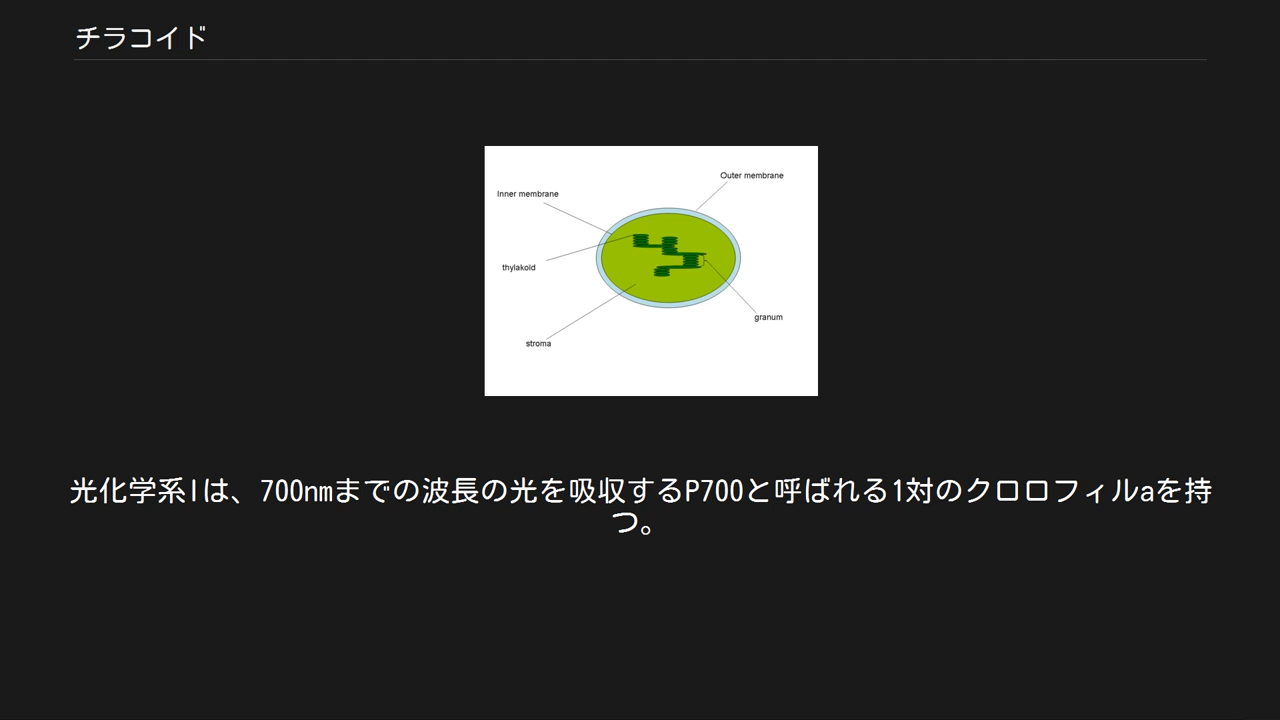 チラコイド
Outer membrane
Inner membrane
thylakoid
granum
stroma
光化学系Iは、700nmまでの波長の光を吸収するP700と呼ばれる1対のクロロフィルaを持
つ。